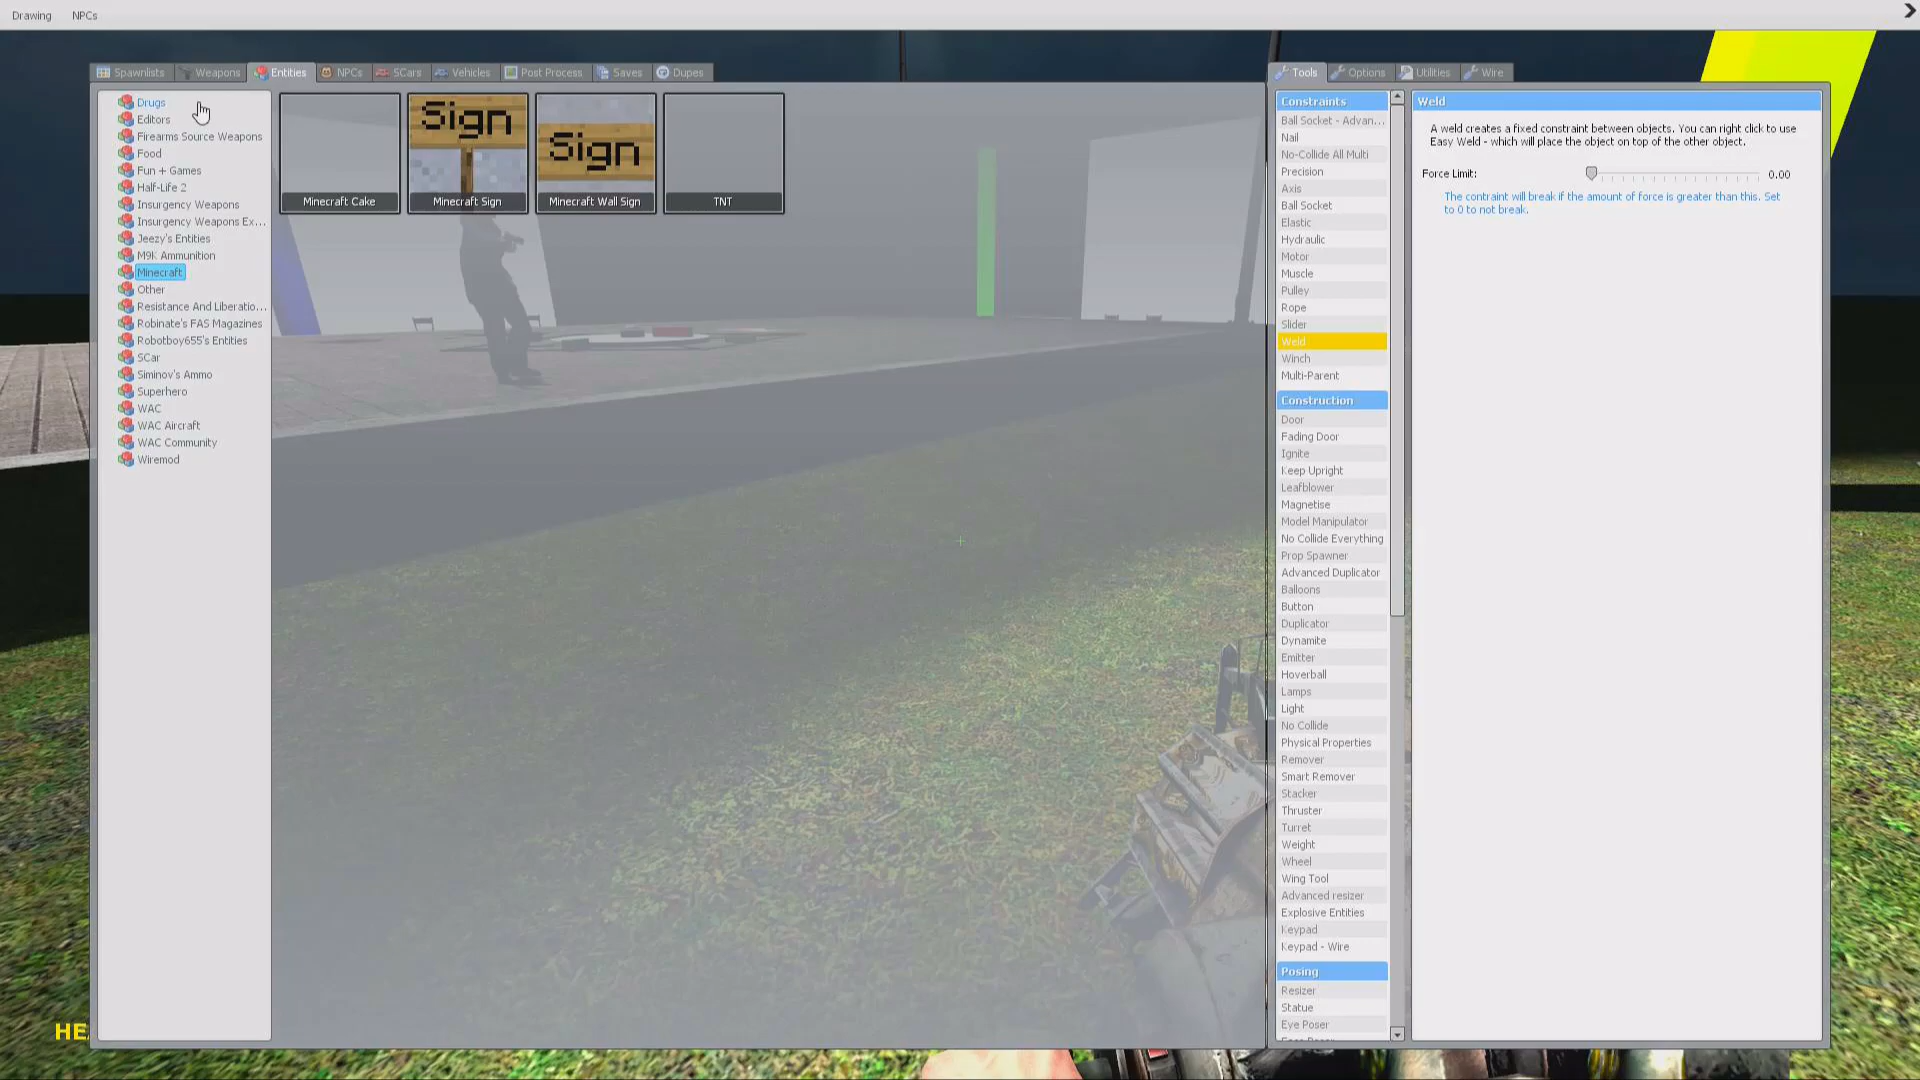 Drawing NPCs
Spawnlists Weapons Entities NPCs SCars Vehicles Post Process Saves Dupes
Drugs
Editors
Firearms Source Weapons
Food
Fun + Games
Half-Life 2
Insurgency Weapons
Insurgency Weapons Ex...
Jeezy's Entities
M9K Ammunition
Minecraft
Other
Resistance And Liberatio...
Robinate's FAS Magazines
Robotboy655's Entities
SCar
Siminov's Ammo
Superhero
WAC
WAC Aircraft
WAC Community
Wiremod
Minecraft Cake
Sign
Minecraft Sign
Sign
Minecraft Wall Sign
TNT
Tools Options Utilities Wire
Constraints
Ball Socket - Advan...
Nail
No-Collide All Multi
Precision
Axis
Ball Socket
Elastic
Hydraulic
Motor
Muscle
Pulley
Rope
Slider
Weld
Winch
Multi-Parent
Construction
Door
Fading Door
Ignite
Keep Upright
Leafblower
Magnetise
Model Manipulator
No Collide Everything
Prop Spawner
Advanced Duplicator
Balloons
Button
Duplicator
Dynamite
Emitter
Hoverball
Lamps
Light
No Collide
Physical Properties
Remover
Smart Remover
Stacker
Thruster
Turret
Weight
Wheel
Wing Tool
Advanced resizer
Explosive Entities
Keypad
Keypad - Wire
Posing
Resizer
Statue
Eye Poser
Weld
A weld creates a fixed constraint between objects. You can right click to use
Easy Weld - which will place the object on top of the other object.
Force Limit: 0.00
The contraint will break if the amount of force is greater than this. Set
to 0 to not break.
HE